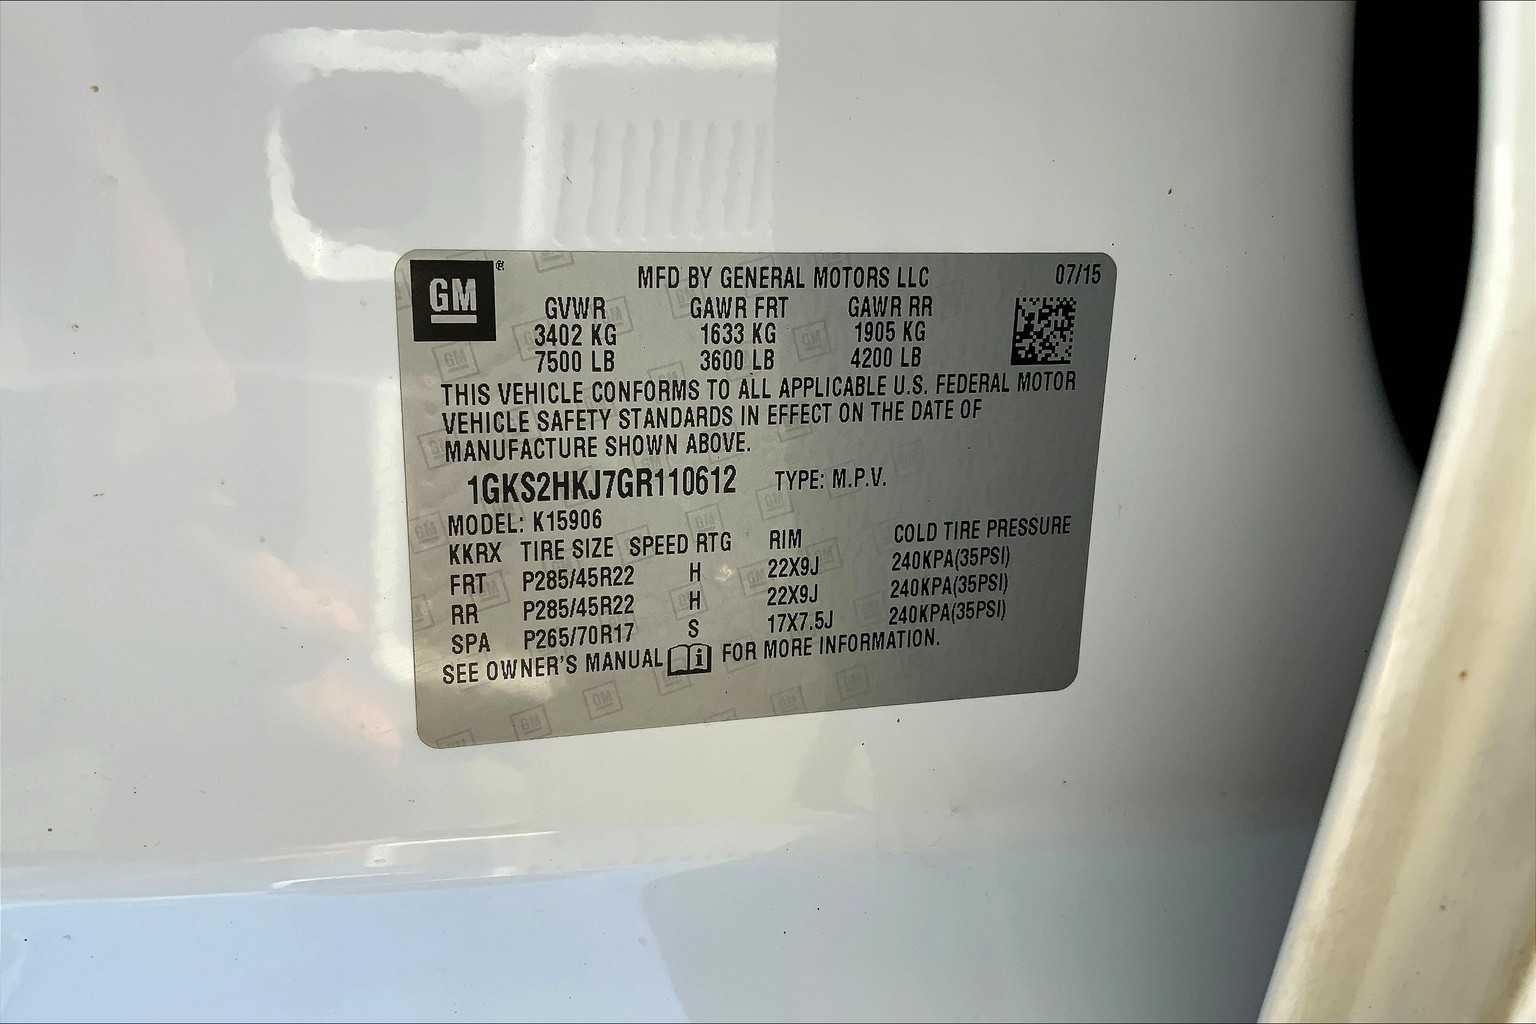 GM ®
MFD BY GENERAL MOTORS LLC 07/15
GVWR GAWR FRT GAWR RR
3402 KG 1633 KG 1905 KG
7500 LB 3600 LB 4200 LB
THIS VEHICLE CONFORMS TO ALL APPLICABLE U.S. FEDERAL MOTOR
VEHICLE SAFETY STANDARDS IN EFFECT ON THE DATE OF
MANUFACTURE SHOWN ABOVE.
1GKS2HKJ7GR110612 TYPE: M.P.V.
MODEL: K15906
KKRX TIRE SIZE SPEED RTG RIM COLD TIRE PRESSURE
FRT P285/45R22 H 22X9J 240KPA(35PSI)
RR P285/45R22 H 22X9J 240KPA(35PSI)
SPA P265/70R17 S 17X7.5J 240KPA(35PSI)
SEE OWNER'S MANUAL i FOR MORE INFORMATION.